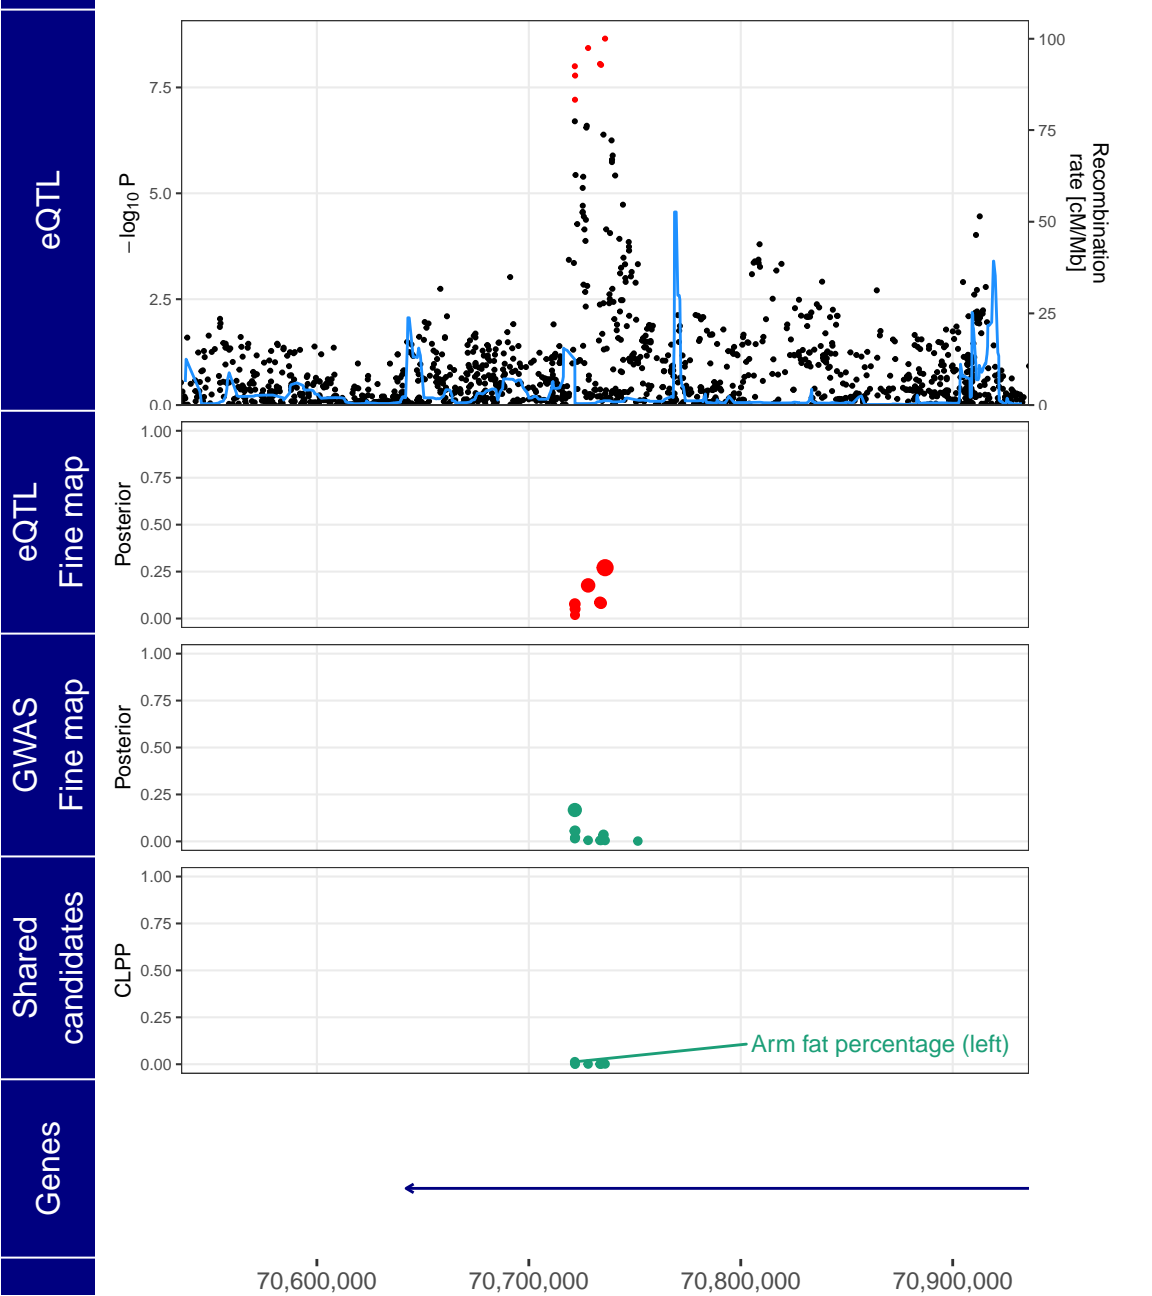 eQTL
−log10 P
7.5
5.0
2.5
0.0
100
75
50
25
0
Recombination
rate [cM/Mb]
eQTL
Fine map
Posterior
1.00
0.75
0.50
0.25
0.00
GWAS
Fine map
Posterior
1.00
0.75
0.50
0.25
0.00
Shared
candidates
CLPP
1.00
0.75
0.50
0.25
0.00
Arm fat percentage (left)
Genes
70,600,000
70,700,000
70,800,000
70,900,000